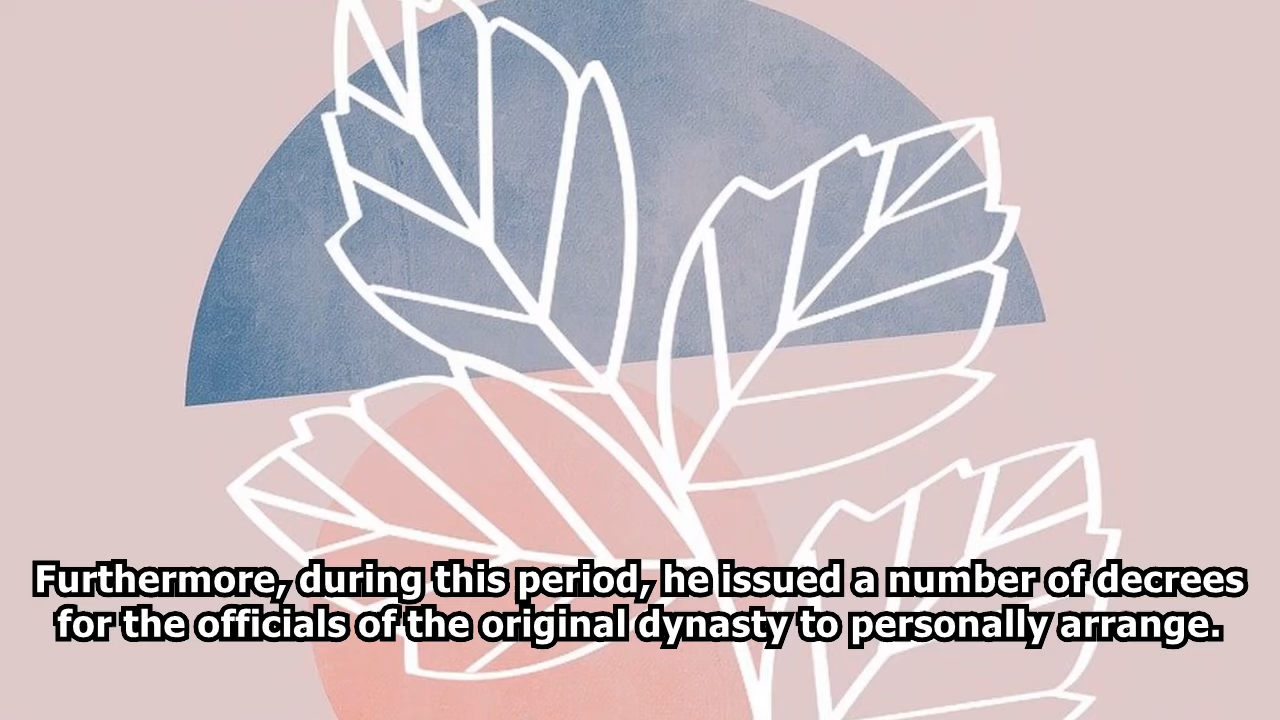 Furthermore, during this period, he issued a number of decrees
for the officials of the original dynasty to personally arrange.